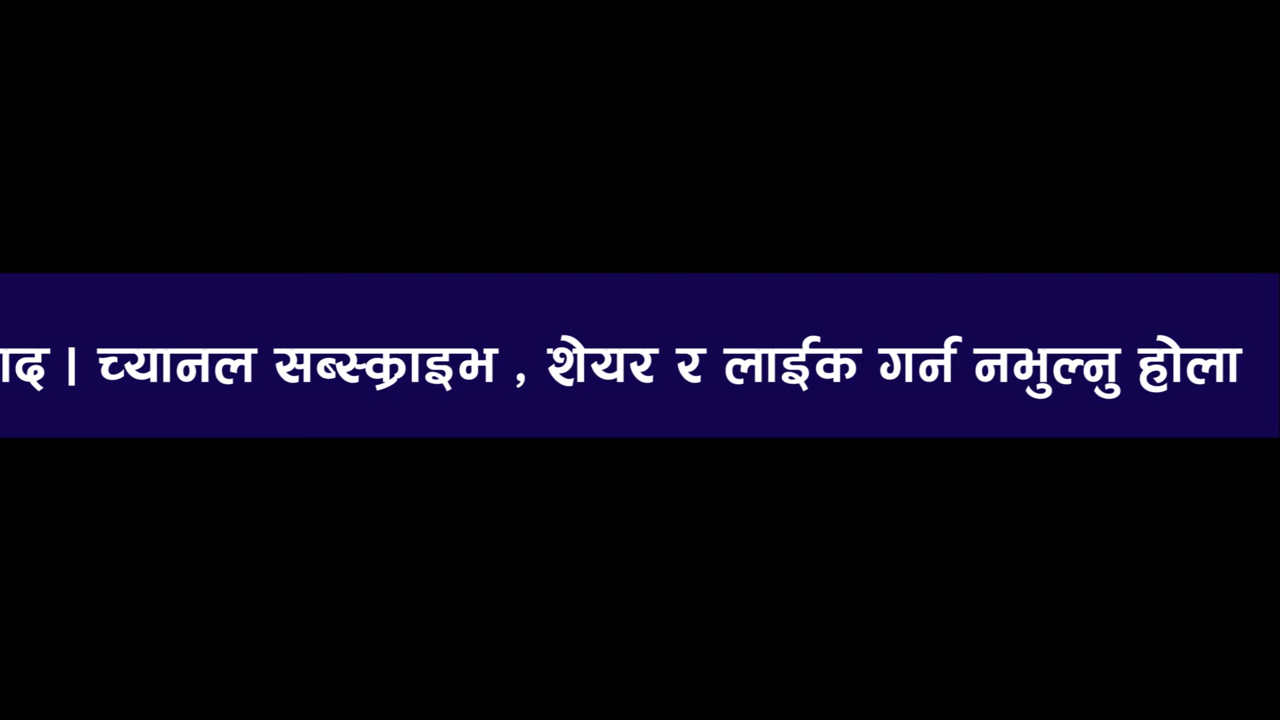 ाद | च्यानल सब्स्क्राइभ , शेयर र लाईक गर्न नभुल्नु होला